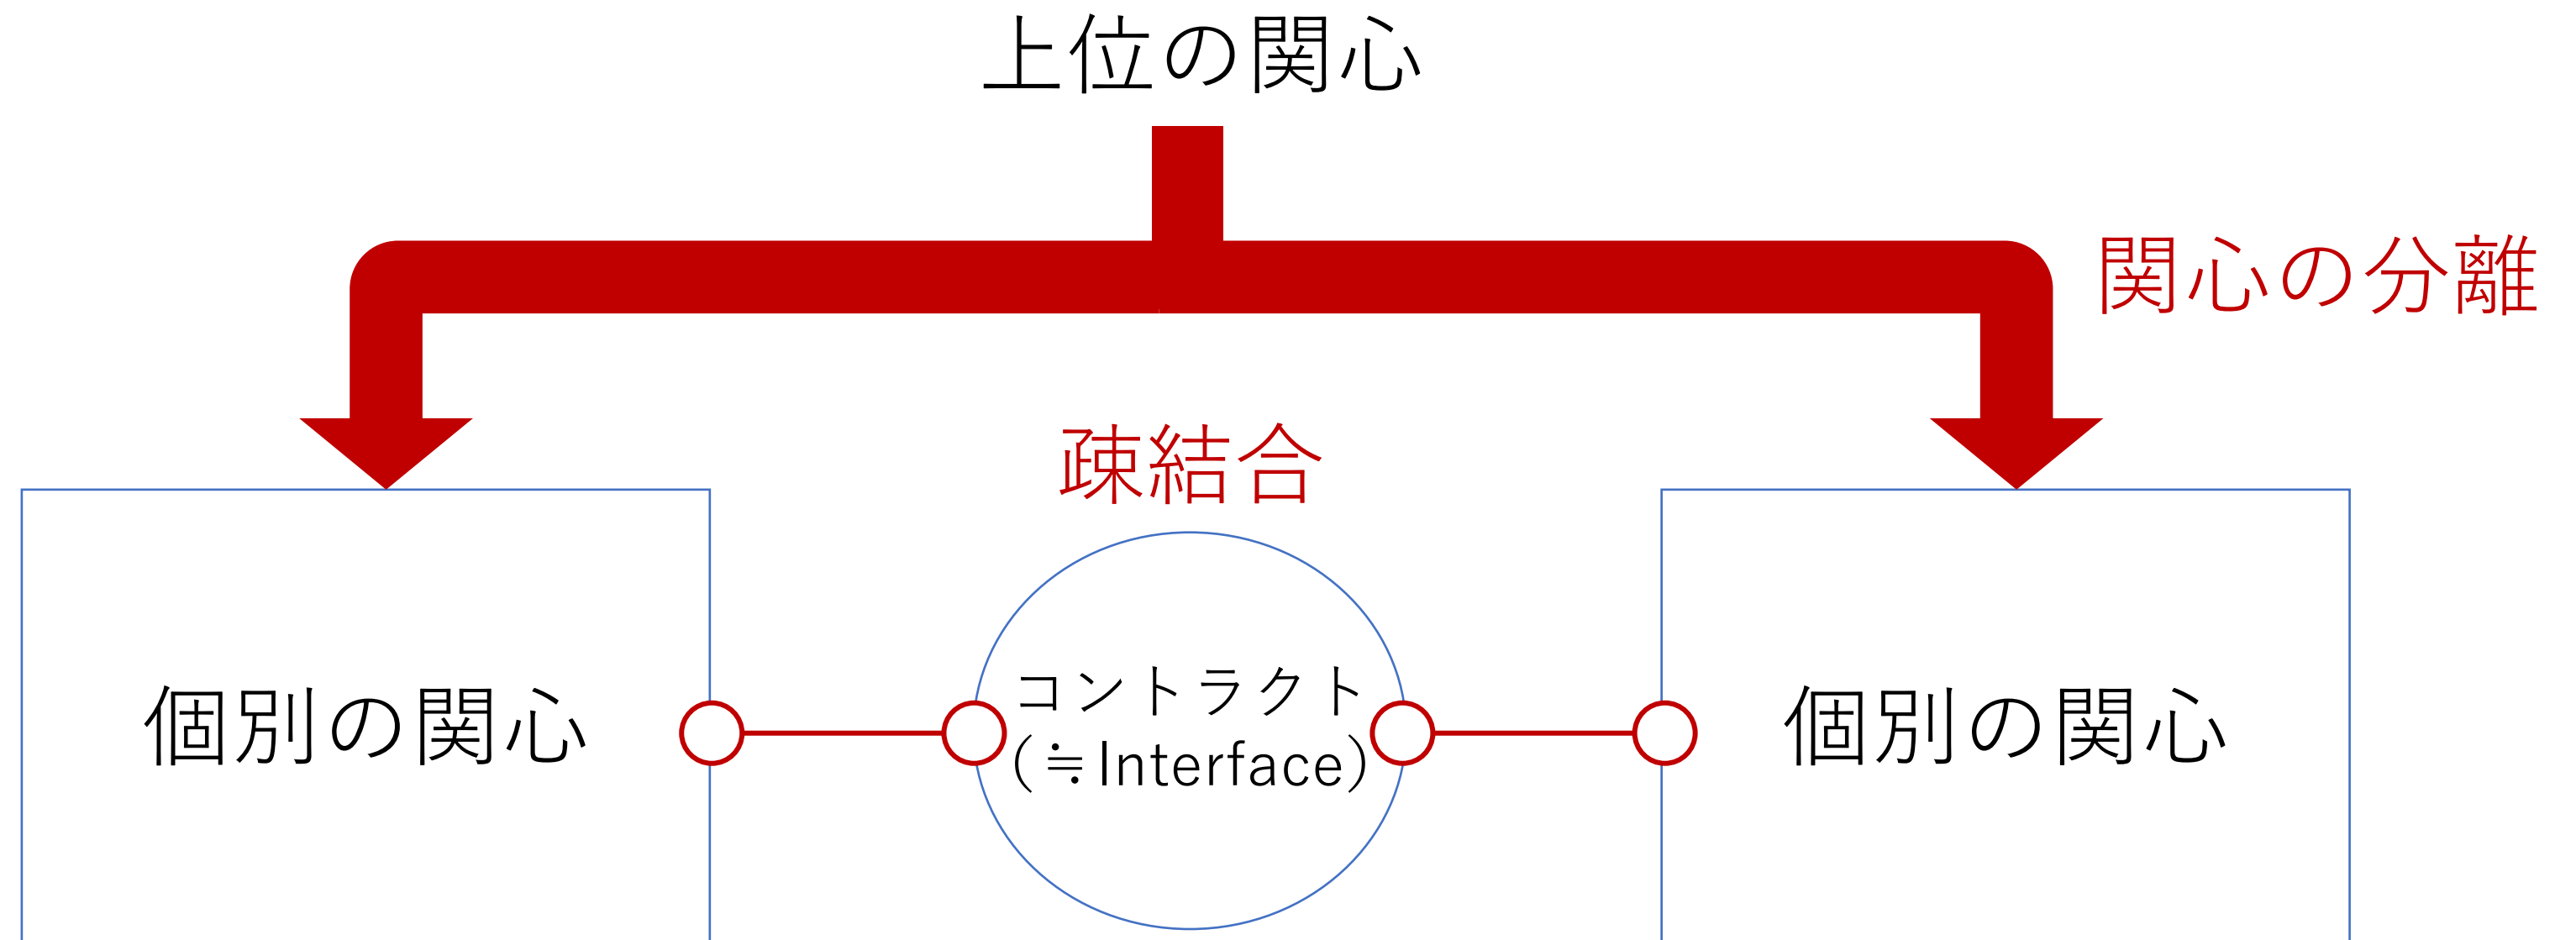 上位の関心
関心の分離
疎結合
個別の関心
コントラクト
（≒Interface）
個別の関心